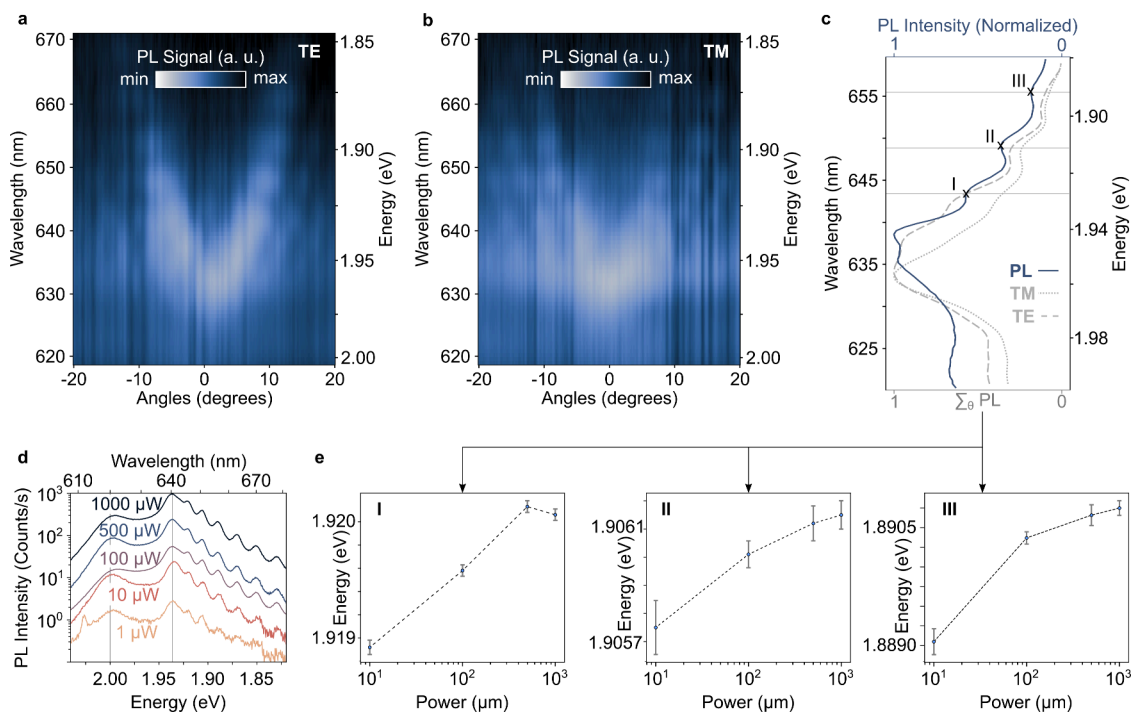 a
b
c
PL Intensity (Normalized)
1 0
670
660
650
640
630
620
Wavelength (nm)
PL Signal (a. u.)
min max
TE
1.85
1.90
1.95
2.00
Energy (eV)
-20 -10 0 10 20
Angles (degrees)
670
660
650
640
630
620
Wavelength (nm)
PL Signal (a. u.)
min max
TM
1.85
1.90
1.95
2.00
Energy (eV)
-20 -10 0 10 20
Angles (degrees)
655
645
635
625
Wavelength (nm)
III
II
I
PL
TM
TE
1.90
1.94
1.98
Energy (eV)
1 0
∑θ PL
d
Wavelength (nm)
610 640 670
10³
10²
10¹
10⁰
PL Intensity (Counts/s)
1000 µW
500 µW
100 µW
10 µW
1 µW
2.00 1.95 1.90 1.85
Energy (eV)
e
I
1.920
1.919
Energy (eV)
10¹ 10² 10³
Power (µm)
II
1.9061
1.9057
Energy (eV)
10¹ 10² 10³
Power (µm)
III
1.8905
1.8890
Energy (eV)
10¹ 10² 10³
Power (µm)